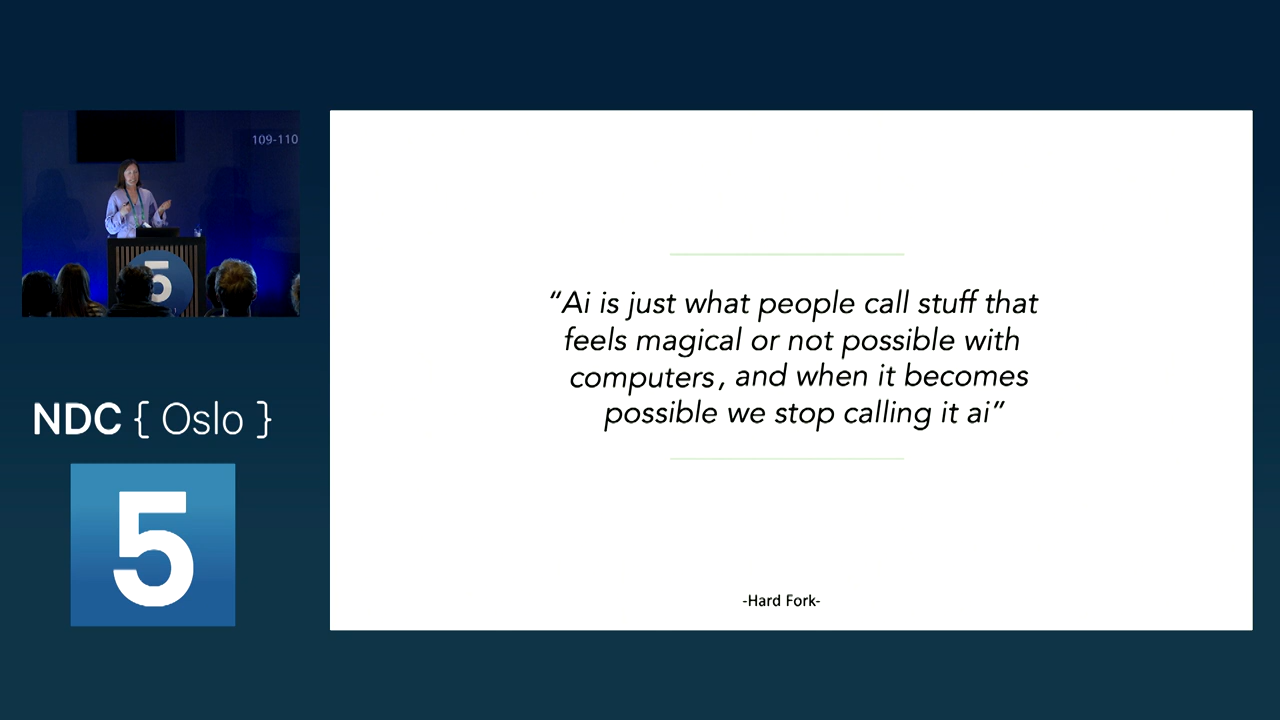 109-110
5
NDC { Oslo }
5
“Ai is just what people call stuff that
feels magical or not possible with
computers, and when it becomes
possible we stop calling it ai”
-Hard Fork-